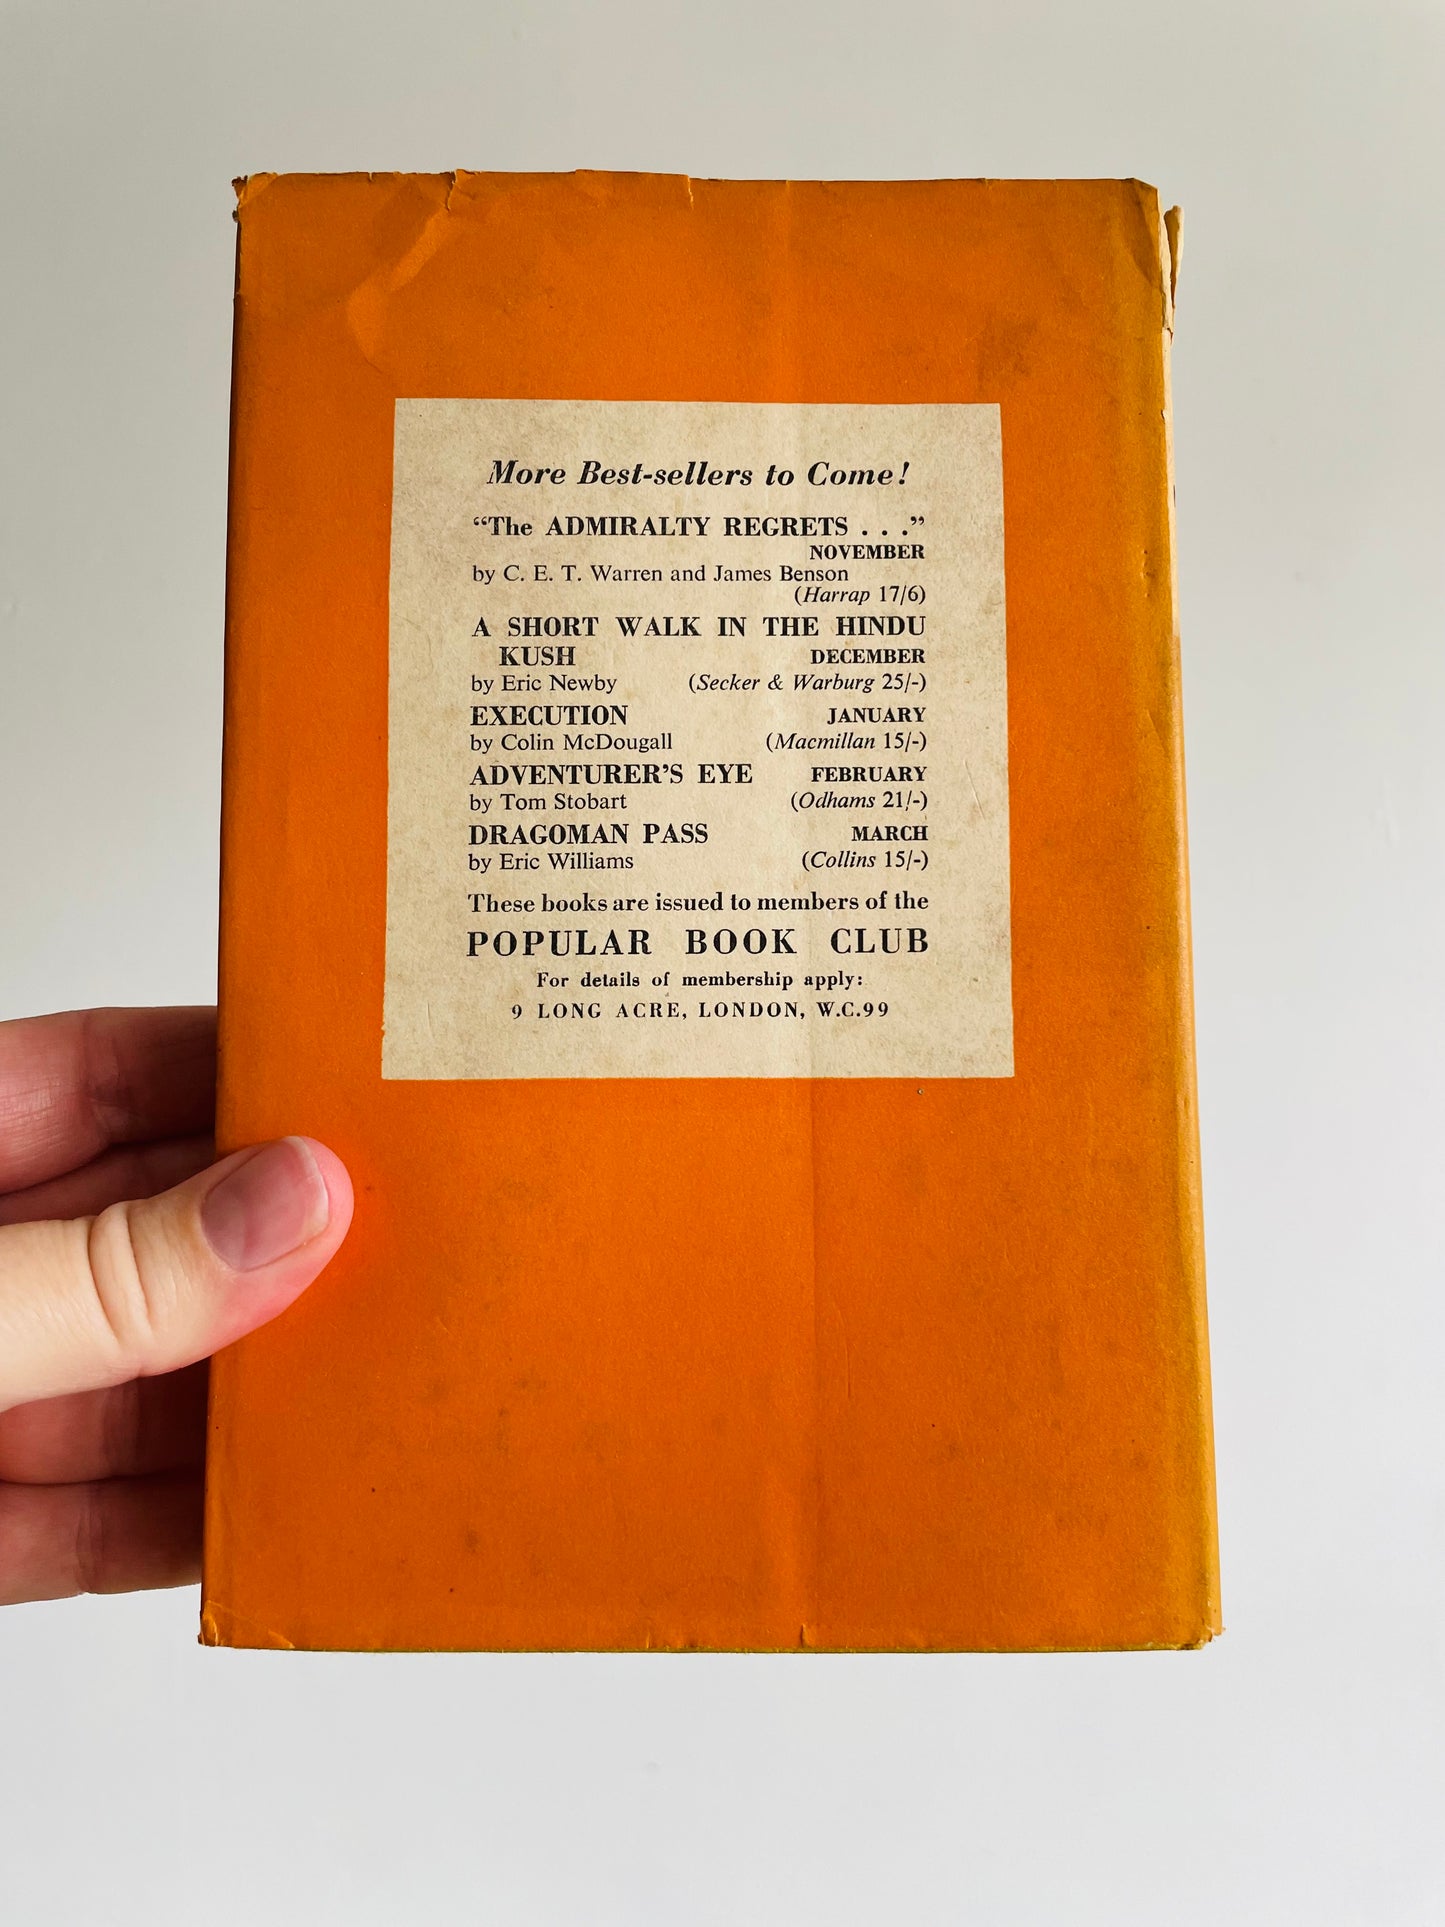 More Best-sellers to Come!
“The ADMIRALTY REGRETS . . .”
NOVEMBER
by C. E. T. Warren and James Benson
(Harrap 17/6)
A SHORT WALK IN THE HINDU
KUSH DECEMBER
by Eric Newby (Secker & Warburg 25/-)
EXECUTION JANUARY
by Colin McDougall (Macmillan 15/-)
ADVENTURER’S EYE FEBRUARY
by Tom Stobart (Odhams 21/-)
DRAGOMAN PASS MARCH
by Eric Williams (Collins 15/-)
These books are issued to members of the
POPULAR BOOK CLUB
For details of membership apply:
9 LONG ACRE, LONDON, W.C.99